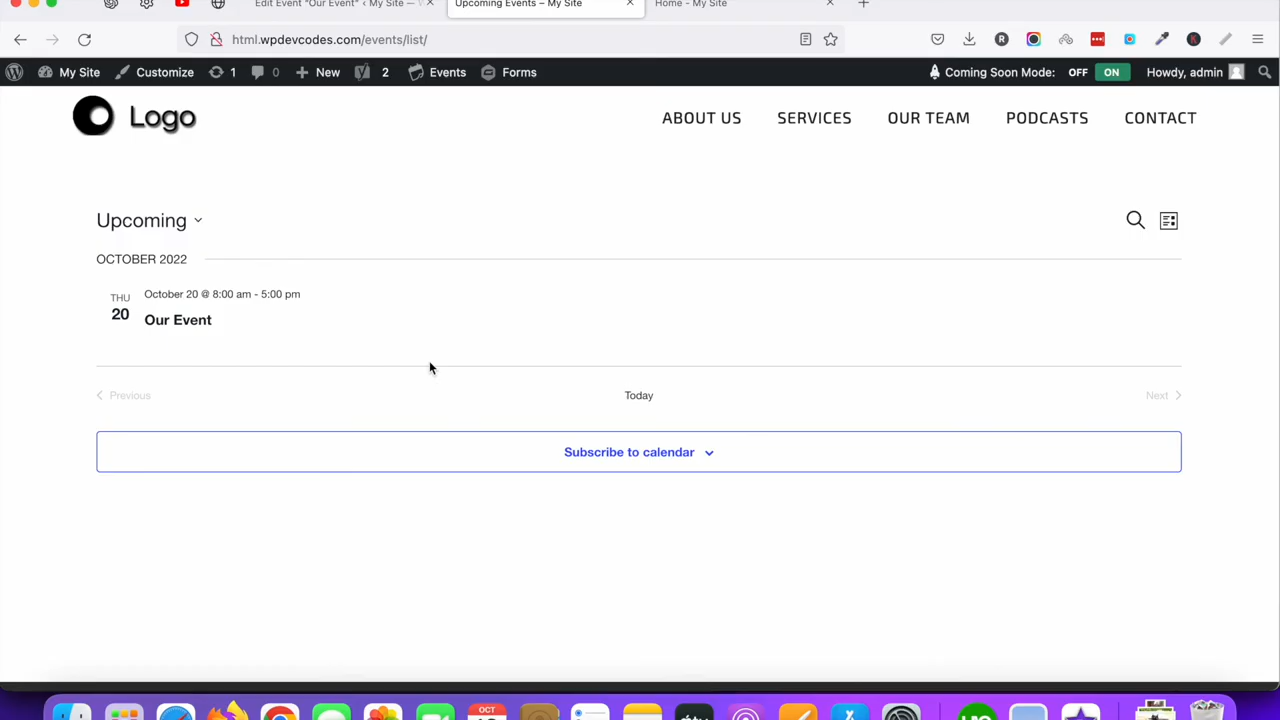 Edit Event "Our Event" ‹ My Site —
Upcoming Events – My Site
Home - My Site
html.wpdevcodes.com/events/list/
My Site
Customize
1
0
New
2
Events
Forms
Coming Soon Mode:
OFF
ON
Howdy, admin
Logo
ABOUT US
SERVICES
OUR TEAM
PODCASTS
CONTACT
Upcoming
OCTOBER 2022
THU
October 20 @ 8:00 am - 5:00 pm
20
Our Event
Previous
Today
Next
Subscribe to calendar
OCT